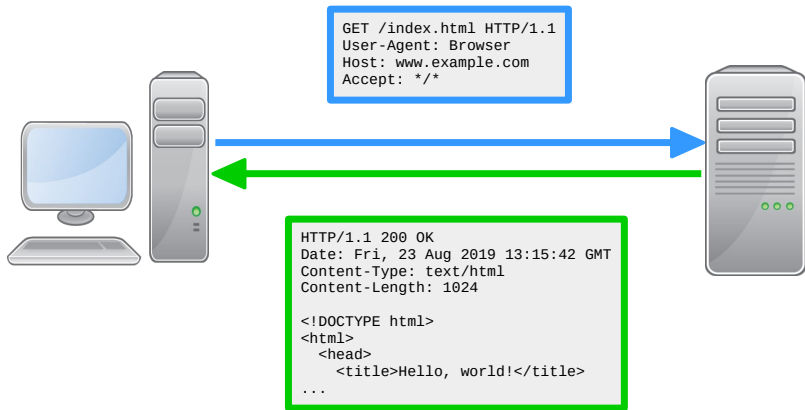 GET /index.html HTTP/1.1
User-Agent: Browser
Host: www.example.com
Accept: */*
HTTP/1.1 200 OK
Date: Fri, 23 Aug 2019 13:15:42 GMT
Content-Type: text/html
Content-Length: 1024

<!DOCTYPE html>
<html>
  <head>
    <title>Hello, world!</title>
...